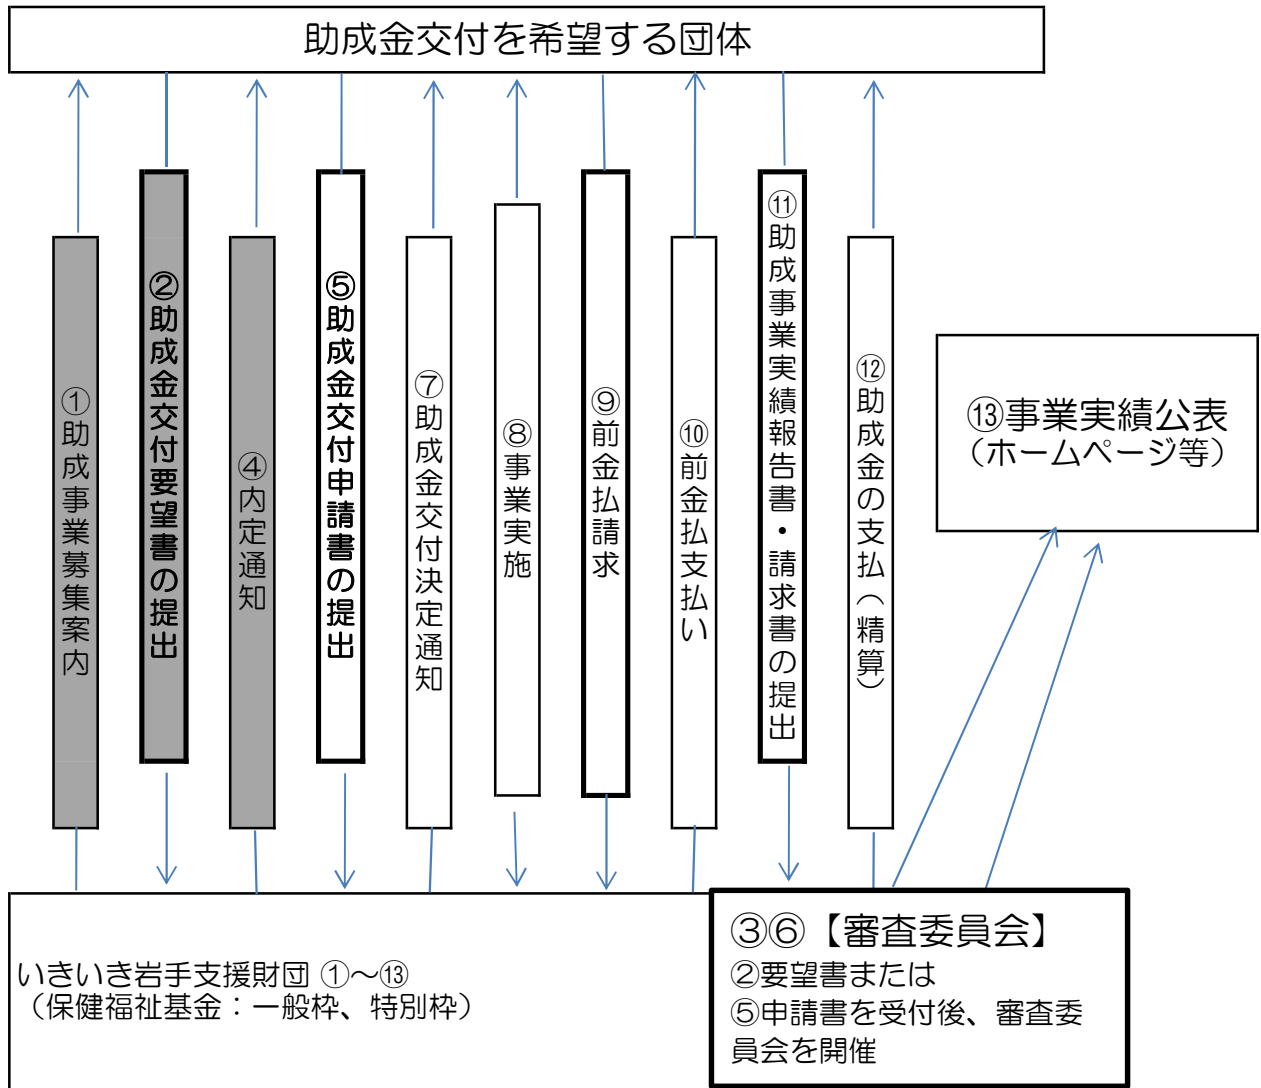 助成金交付を希望する団体
①助成事業募集案内
②助成金交付要望書の提出
④内定通知
⑤助成金交付申請書の提出
⑦助成金交付決定通知
⑧事業実施
⑨前金払請求
⑩前金払支払い
⑪助成事業実績報告書・請求書の提出
⑫助成金の支払（精算）
⑬事業実績公表
（ホームページ等）
いきいき岩手支援財団 ①～⑬
（保健福祉基金：一般枠、特別枠）
③⑥【審査委員会】
②要望書または
⑤申請書を受付後、審査委
員会を開催